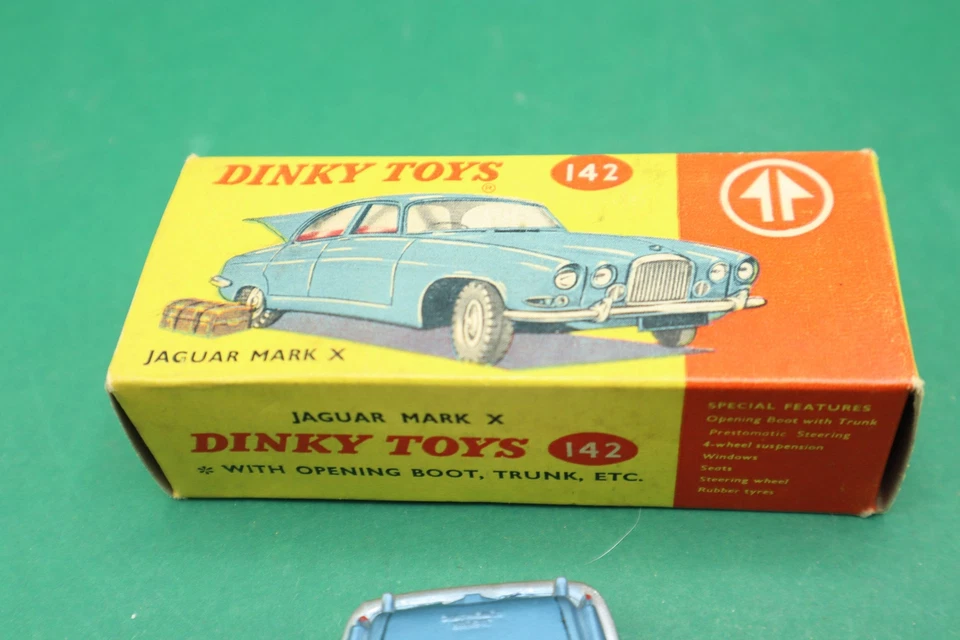 DINKY TOYS 142
JAGUAR MARK X
JAGUAR MARK X
DINKY TOYS 142
* WITH OPENING BOOT, TRUNK, ETC.
SPECIAL FEATURES
Opening Boot with Trunk
Prestomatic Steering
4-wheel suspension
Windows
Seats
Steering wheel
Rubber tyres